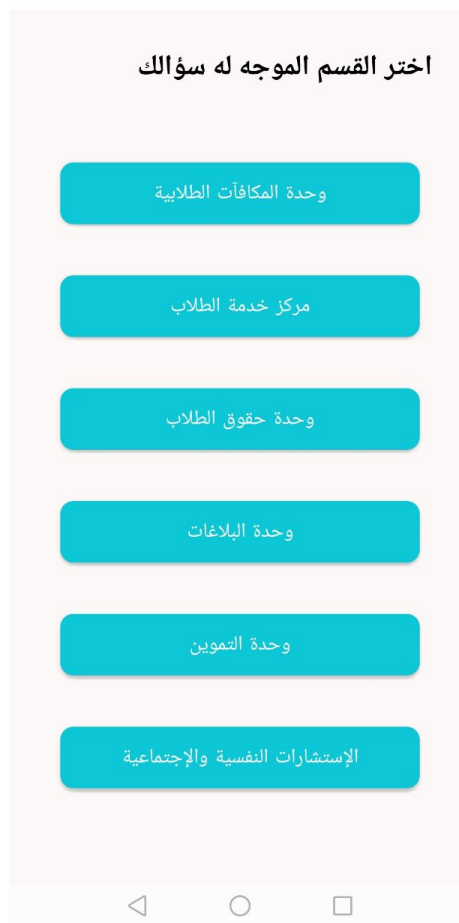 اختر القسم الموجه له سؤالك
وحدة المكافآت الطلابية
مركز خدمة الطلاب
وحدة حقوق الطلاب
وحدة البلاغات
وحدة التموين
الإستشارات النفسية والإجتماعية